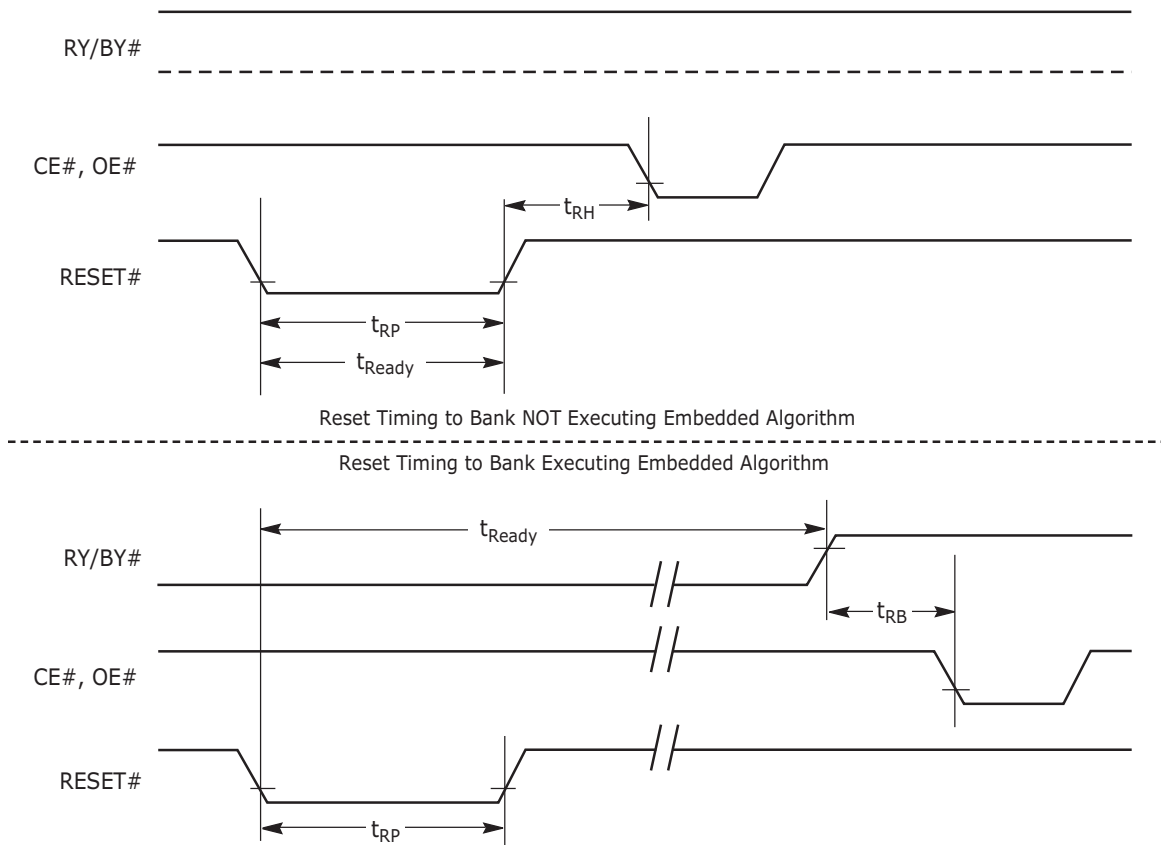 RY/BY#
CE#, OE#
tRH
RESET#
tRP
tReady
Reset Timing to Bank NOT Executing Embedded Algorithm
Reset Timing to Bank Executing Embedded Algorithm
tReady
RY/BY#
tRB
CE#, OE#
RESET#
tRP